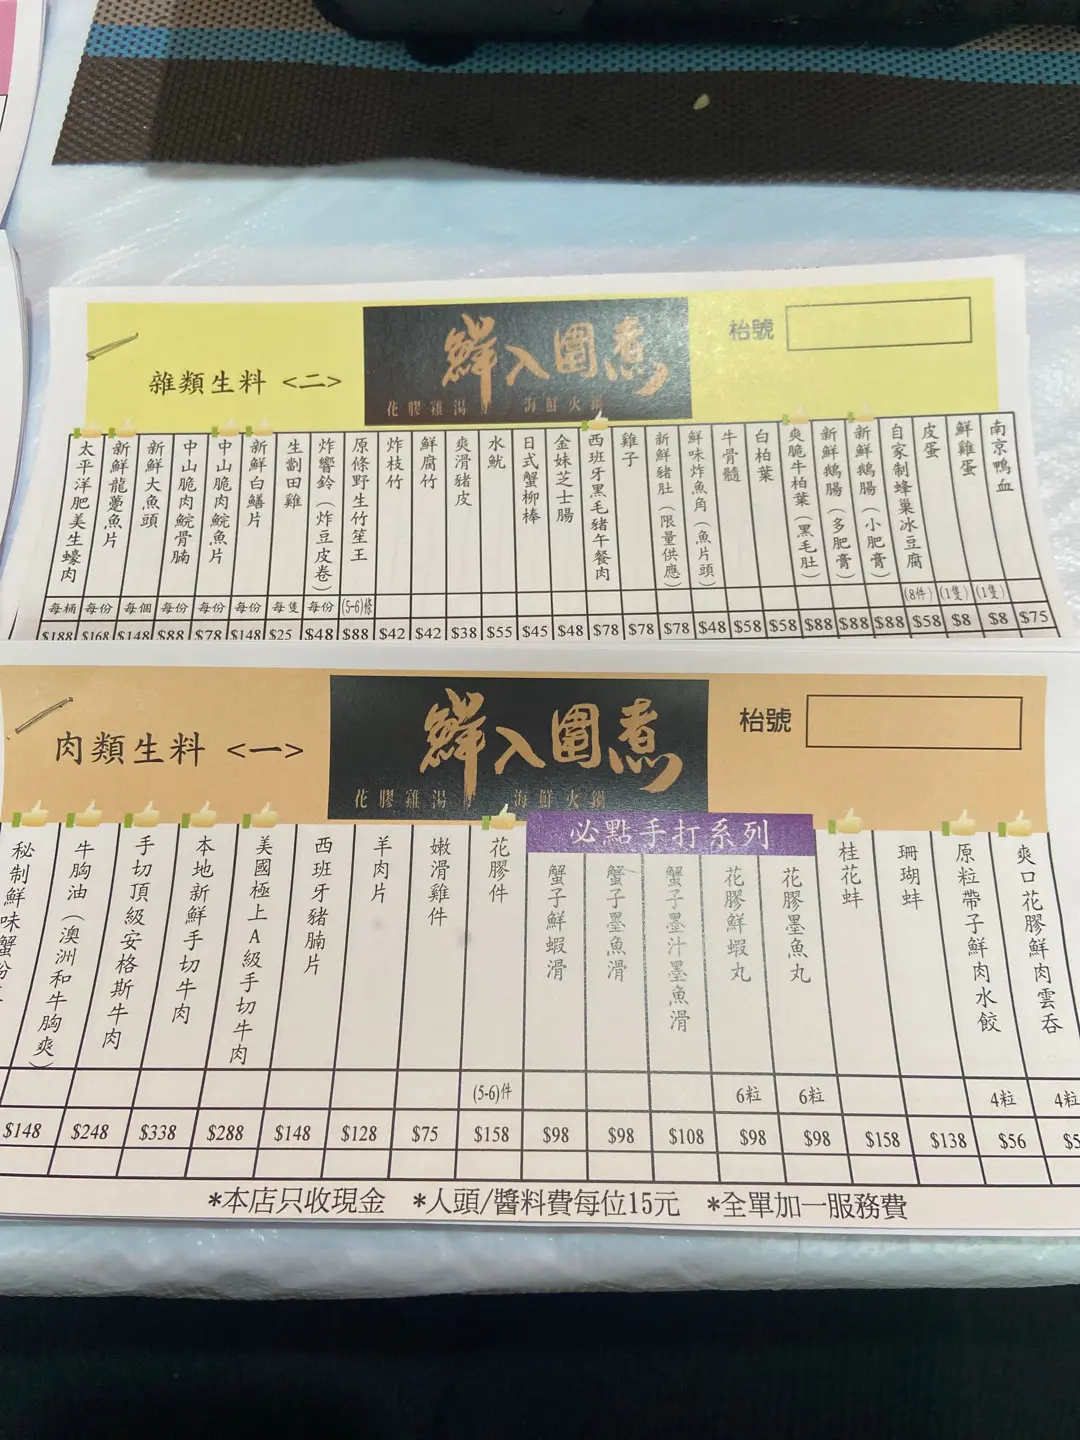 雜類生料 <二>
鮮入圍煮
花膠雞湯 海鮮火鍋
枱號
太平洋肥美生蠔肉 每桶 $188
新鮮龍躉魚片 每份 $168
新鮮大魚頭 每個 $148
中山脆肉鯇骨腩 每份 $88
中山脆肉鯇魚片 每份 $78
新鮮白鱔片 每份 $148
生劏田雞 每隻 $25
炸響鈴（炸豆皮卷） 每份 $48
原條野生竹笙王 (5-6)條 $88
炸枝竹 $42
鮮腐竹 $42
爽滑豬皮 $38
水魷 $55
日式蟹柳棒 $45
金妹芝士腸 $48
西班牙黑毛豬午餐肉 $78
雞子 $78
新鮮豬肚（限量供應） $78
鮮味炸魚角（魚片頭） $48
牛骨髓 $58
白柏葉 $58
爽脆牛柏葉（黑毛肚） $88
新鮮鵝腸（多肥膏） $88
新鮮鵝腸（小肥膏） $88
自家制蜂巢冰豆腐 (8件) $58
皮蛋 (1隻) $8
鮮雞蛋 (1隻) $8
南京鴨血 $75
肉類生料 <一>
鮮入圍煮
花膠雞湯 海鮮火鍋
枱號
必點手打系列
秘制鮮味蟹 $148
牛胸油（澳洲和牛胸爽） $248
手切頂級安格斯牛肉 $338
本地新鮮手切牛肉 $288
美國極上A級手切牛肉 $148
西班牙豬腩片 $128
羊肉片 $75
嫩滑雞件 $158
花膠件 (5-6)件 $98
蟹子鮮蝦滑 $98
蟹子墨魚滑 $108
蟹子墨汁墨魚滑 $98
花膠鮮蝦丸 6粒 $98
花膠墨魚丸 6粒 $158
桂花蚌 $138
珊瑚蚌 $56
原粒帶子鮮肉水餃 4粒
爽口花膠鮮肉雲吞 4粒
*本店只收現金 *人頭/醬料費每位15元 *全單加一服務費